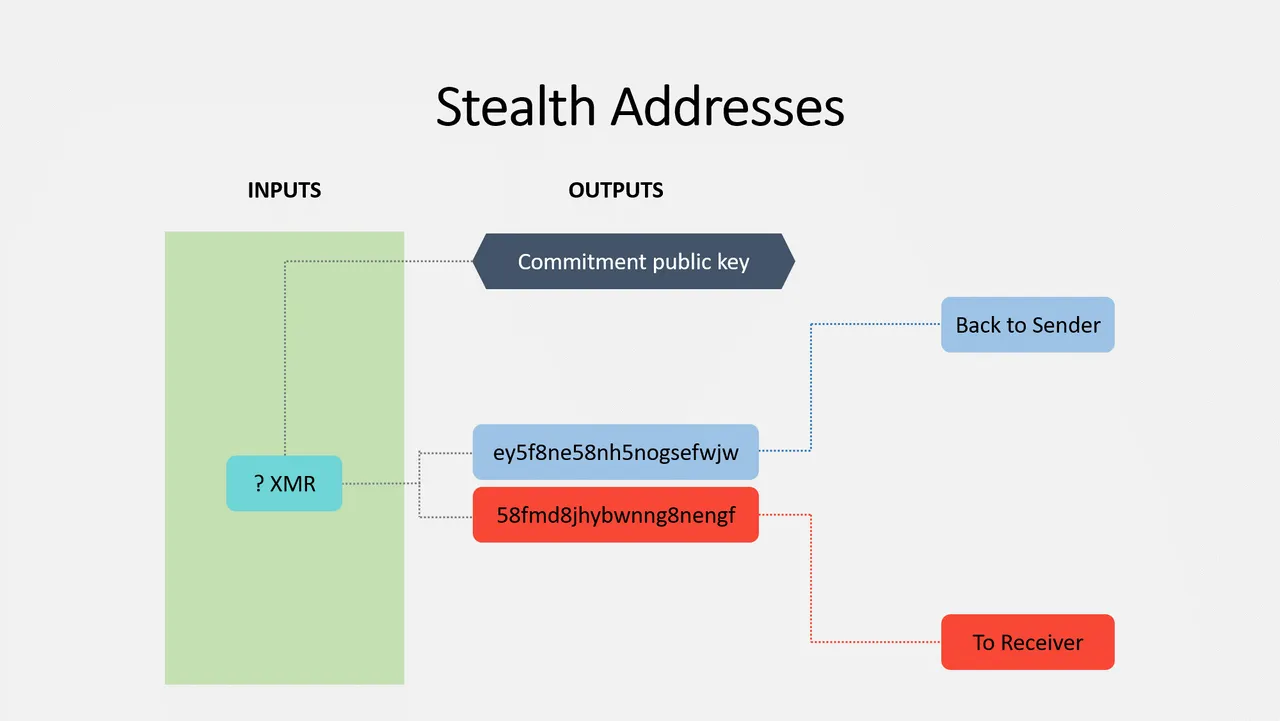 Stealth Addresses
INPUTS
OUTPUTS
Commitment public key
Back to Sender
ey5f8ne58nh5nogsefwjw
? XMR
58fmd8jhybwnng8nengf
To Receiver